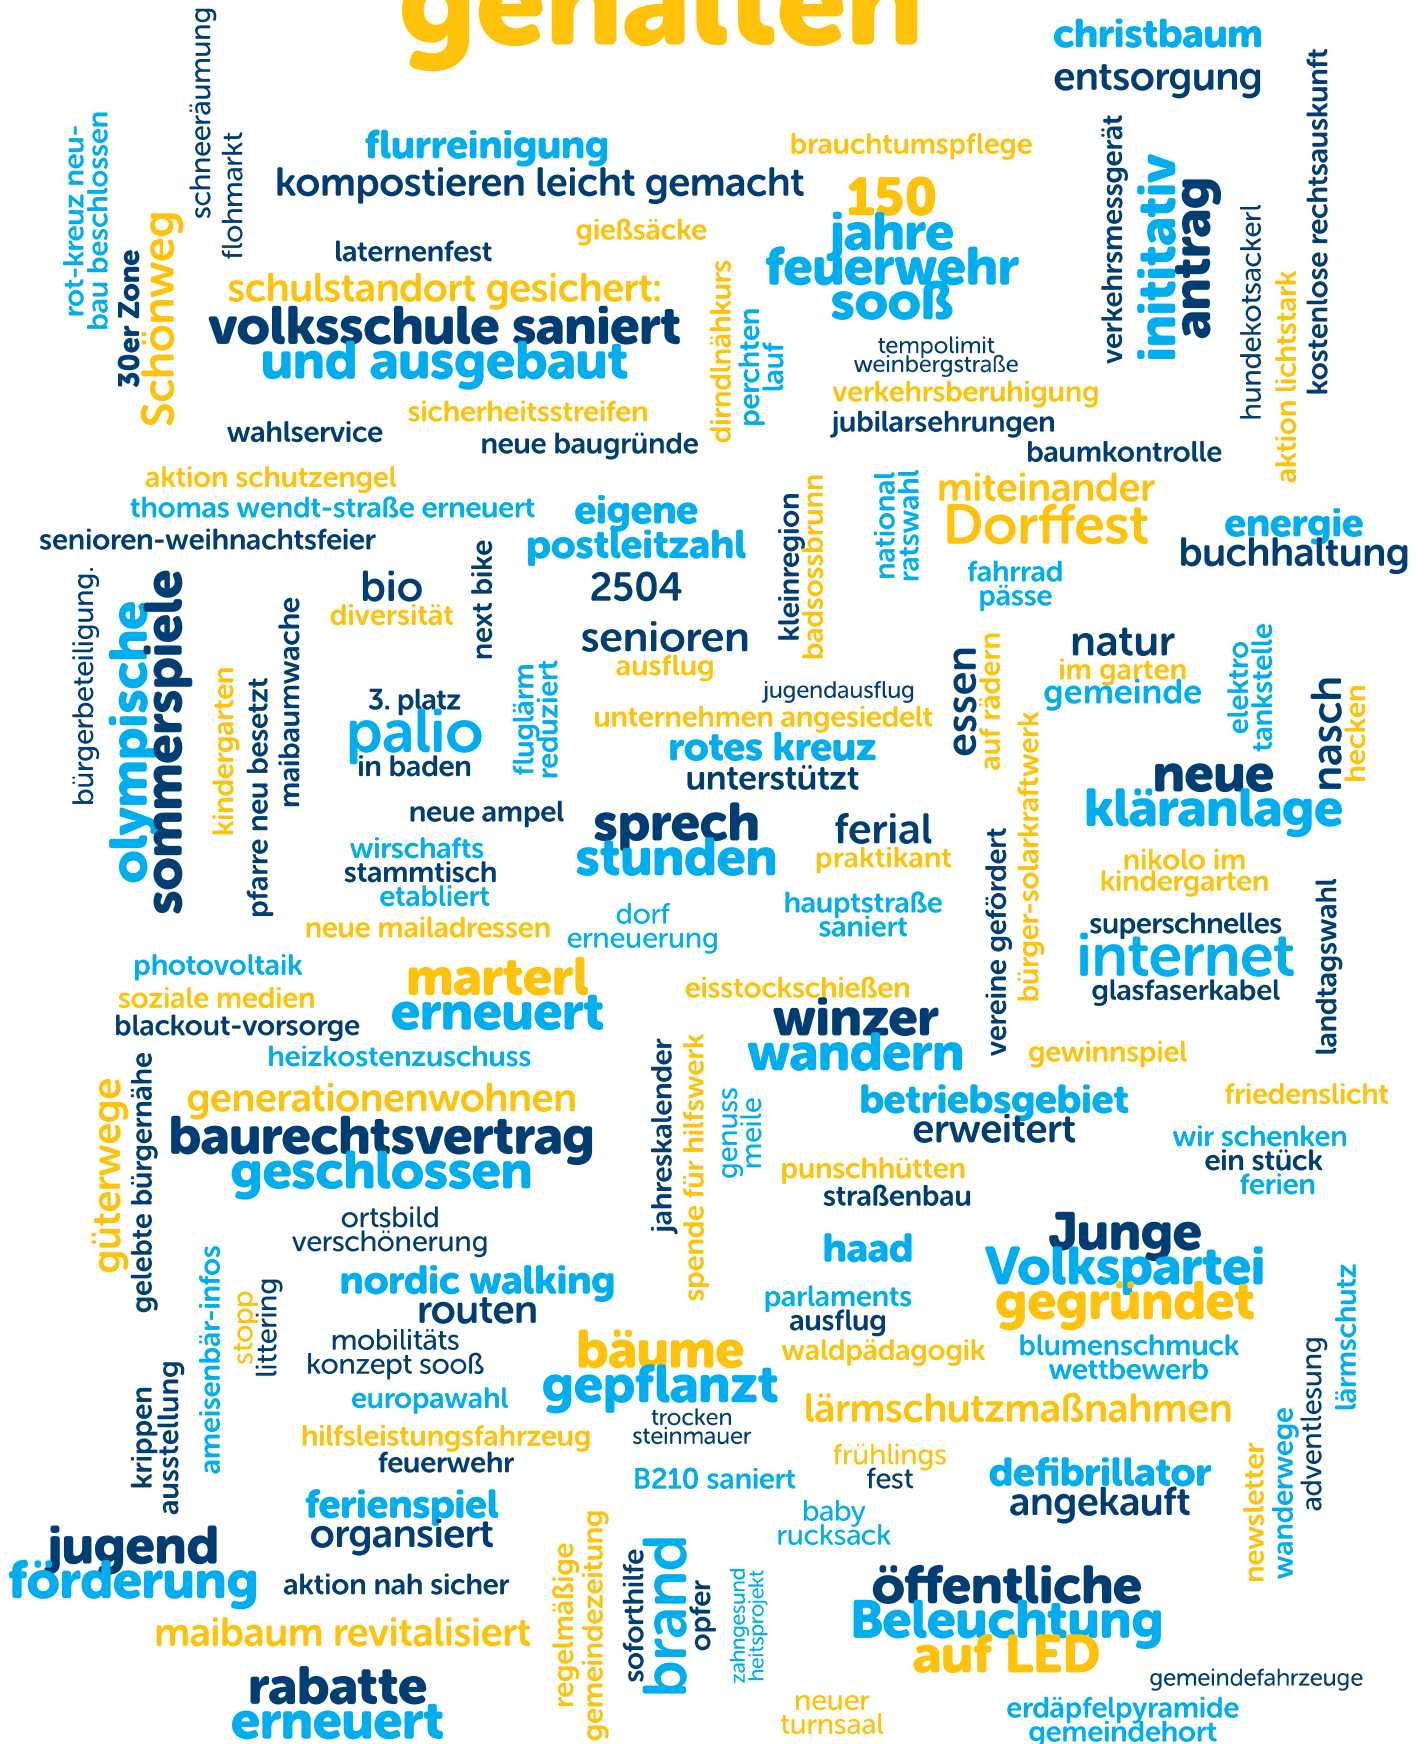 gehalten
christbaum
entsorgung
schneeräumung
flohmarkt
rot-kreuz neu-
bau beschlossen
30er Zone
Schönweg
flurreinigung
kompostieren leicht gemacht
brauchtumspflege
gießsäcke
laternenfest
150
jahre
feuerwehr
sooß
verkehrsmessgerät
inititativ
antrag
hundekotsackerl
aktion lichtstark
kostenlose rechtsauskunft
schulstandort gesichert:
volksschule saniert
und ausgebaut
dirndlnähkurs
perchten
lauf
tempolimit
weinbergstraße
verkehrsberuhigung
jubilarsehrungen
baumkontrolle
sicherheitsstreifen
wahlservice
neue baugründe
aktion schutzengel
thomas wendt-straße erneuert
senioren-weihnachtsfeier
eigene
postleitzahl
2504
kleinregion
badsossbrunn
national
ratswahl
miteinander
Dorffest
energie
buchhaltung
fahrrad
pässe
bürgerbeteiligung.
olympische
sommerspiele
bio
diversität
next bike
senioren
ausflug
kindergarten
pfarre neu besetzt
maibaumwache
3. platz
palio
in baden
fluglärm
reduziert
jugendausflug
unternehmen angesiedelt
rotes kreuz
unterstützt
essen
auf rädern
natur
im garten
gemeinde
elektro
tankstelle
nasch
hecken
neue
kläranlage
neue ampel
wirschafts
stammtisch
etabliert
neue mailadressen
sprech
stunden
ferial
praktikant
dorf
erneuerung
hauptstraße
saniert
vereine gefördert
bürger-solarkraftwerk
nikolo im
kindergarten
superschnelles
internet
glasfaserkabel
landtagswahl
photovoltaik
soziale medien
blackout-vorsorge
marterl
erneuert
heizkostenzuschuss
eisstockschießen
winzer
wandern
gewinnspiel
güterwege
gelebte bürgernähe
generationenwohnen
baurechtsvertrag
geschlossen
jahreskalender
spende für hilfswerk
genuss
meile
betriebsgebiet
erweitert
friedenslicht
wir schenken
ein stück
ferien
punschhütten
straßenbau
ortsbild
verschönerung
haad
Junge
Volkspartei
gegründet
ameisenbär-infos
stopp
littering
nordic walking
routen
mobilitäts
konzept sooß
europawahl
parlaments
ausflug
waldpädagogik
blumenschmuck
wettbewerb
lärmschutz
bäume
gepflanzt
trocken
steinmauer
lärmschutzmaßnahmen
krippen
ausstellung
hilfsleistungsfahrzeug
feuerwehr
B210 saniert
frühlings
fest
defibrillator
angekauft
newsletter
wanderwege
adventlesung
ferienspiel
organsiert
baby
rucksack
jugend
förderung
aktion nah sicher
regelmäßige
gemeindezeitung
soforthilfe
brand
opfer
zahngesund
heitsprojekt
öffentliche
Beleuchtung
auf LED
maibaum revitalisiert
rabatte
erneuert
neuer
turnsaal
gemeindefahrzeuge
erdäpfelpyramide
gemeindehort